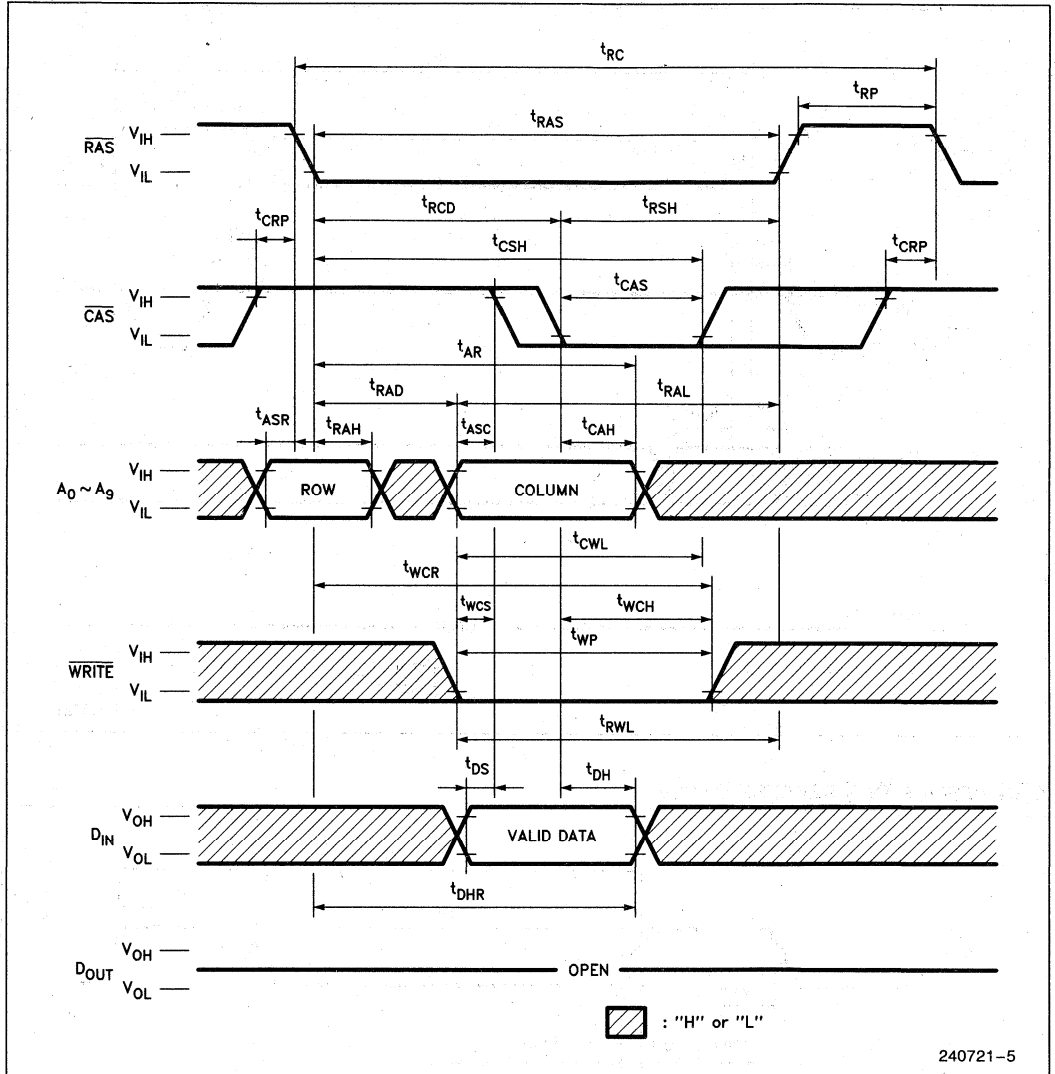 tRC
tRP
RAS VIH
VIL
tRAS
tRCD tRSH
tCRP
tCSH
tCRP
CAS VIH
VIL
tCAS
tAR
tRAD tRAL
tASR tRAH tASC tCAH
A0 ~ A9 VIH
VIL
ROW COLUMN
tCWL
tWCR
tWCS tWCH
tWP
WRITE VIH
VIL
tRWL
tDS tDH
DIN VOH
VOL
VALID DATA
tDHR
DOUT VOH
VOL
OPEN
: "H" or "L"
240721-5